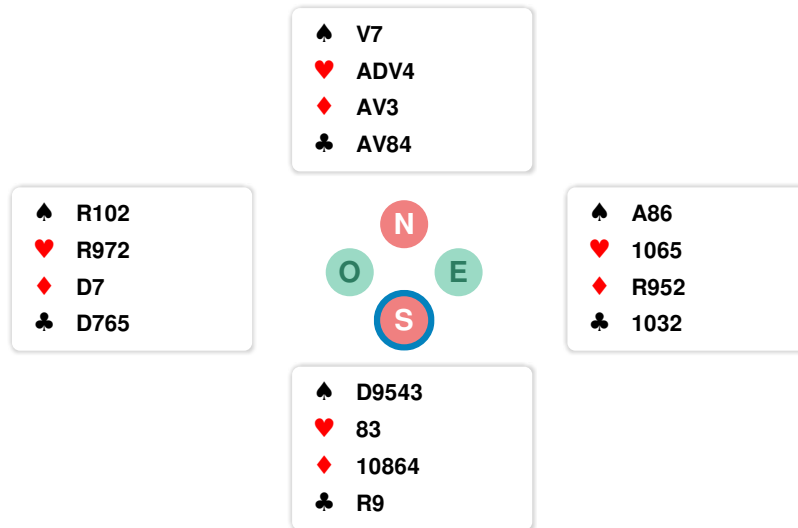 ♠ V7
♥ ADV4
♦ AV3
♣ AV84
♠ R102
♥ R972
♦ D7
♣ D765
N
O E
S
♠ A86
♥ 1065
♦ R952
♣ 1032
♠ D9543
♥ 83
♦ 10864
♣ R9